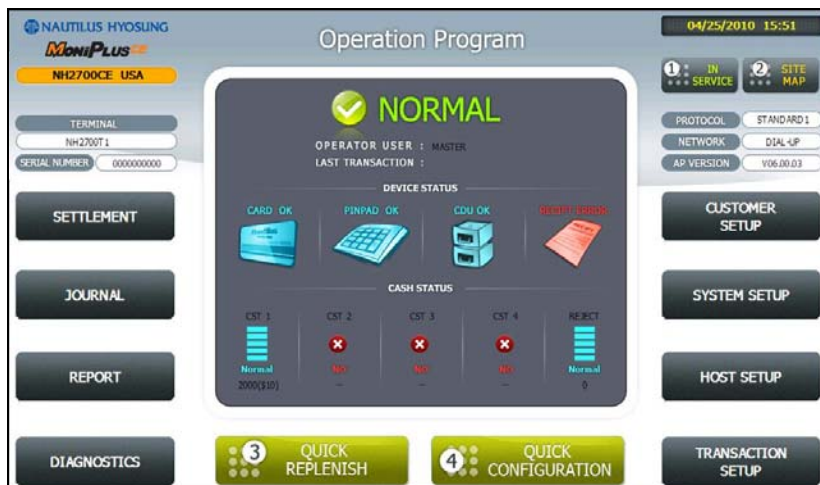 NAUTILUS HYOSUNG
MoniPlus CE
NH2700CE USA
Operation Program
04/25/2010 15:51
1 IN SERVICE
2 SITE MAP
TERMINAL
NH2700T1
SERIAL NUMBER 0000000000
PROTOCOL STANDARD1
NETWORK DIAL-UP
AP VERSION V06.00.03
NORMAL
OPERATOR USER : MASTER
LAST TRANSACTION :
DEVICE STATUS
CARD OK PINPAD OK CDU OK RECEIPT ERROR
CASH STATUS
CST 1 CST 2 CST 3 CST 4 REJECT
Normal No No No Normal
2000($10) -- -- -- 0
SETTLEMENT
JOURNAL
REPORT
DIAGNOSTICS
CUSTOMER
SETUP
SYSTEM SETUP
HOST SETUP
TRANSACTION
SETUP
3 QUICK
REPLENISH
4 QUICK
CONFIGURATION